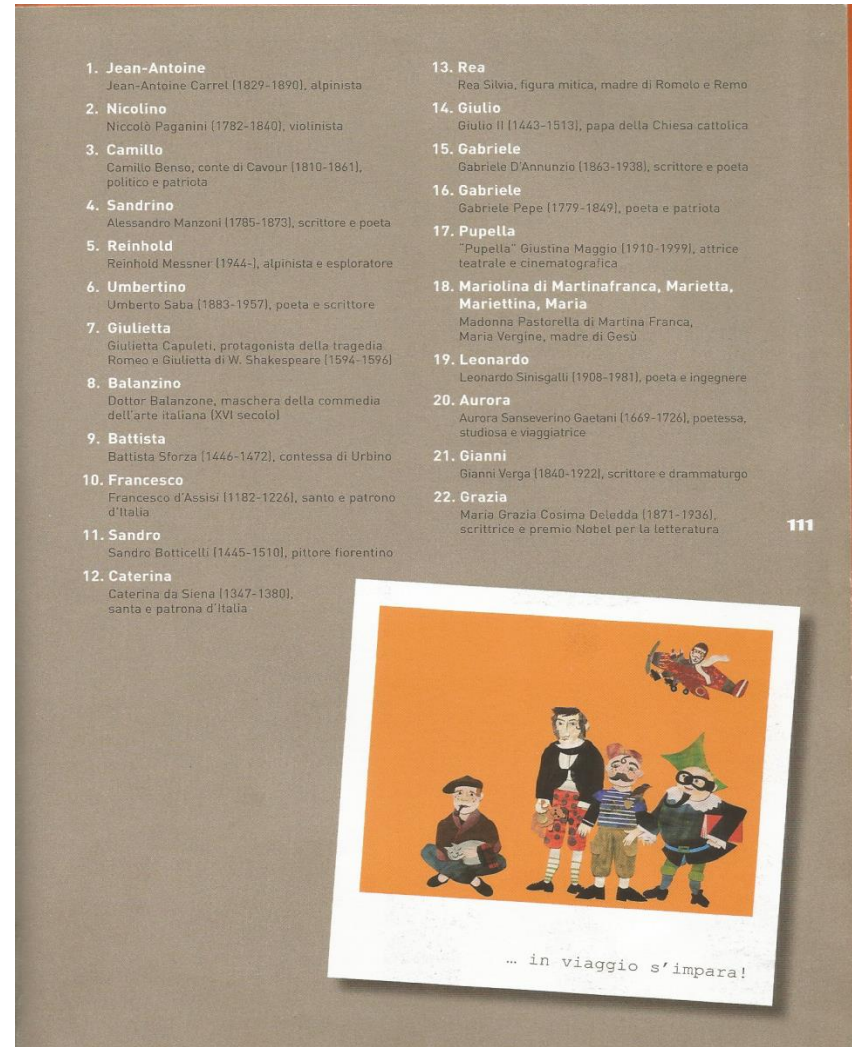 1. Jean-Antoine
Jean-Antoine Carrel (1829-1890), alpinista
2. Nicolino
Niccolò Paganini (1782-1840), violinista
3. Camillo
Camillo Benso, conte di Cavour (1810-1861),
politico e patriota
4. Sandrino
Alessandro Manzoni (1785-1873), scrittore e poeta
5. Reinhold
Reinhold Messner (1944-), alpinista e esploratore
6. Umbertino
Umberto Saba (1883-1957), poeta e scrittore
7. Giulietta
Giulietta Capuleti, protagonista della tragedia
Romeo e Giulietta di W. Shakespeare (1594-1596)
8. Balanzino
Dottor Balanzone, maschera della commedia
dell'arte italiana (XVI secolo)
9. Battista
Battista Sforza (1446-1472), contessa di Urbino
10. Francesco
Francesco d'Assisi (1182-1226), santo e patrono
d'Italia
11. Sandro
Sandro Botticelli (1445-1510), pittore fiorentino
12. Caterina
Caterina da Siena (1347-1380),
santa e patrona d'Italia
13. Rea
Rea Silvia, figura mitica, madre di Romolo e Remo
14. Giulio
Giulio II (1443-1513), papa della Chiesa cattolica
15. Gabriele
Gabriele D'Annunzio (1863-1938), scrittore e poeta
16. Gabriele
Gabriele Pepe (1779-1849), poeta e patriota
17. Pupella
"Pupella" Giustina Maggio (1910-1999), attrice
teatrale e cinematografica
18. Mariolina di Martinafranca, Marietta,
Mariettina, Maria
Madonna Pastorella di Martina Franca,
Maria Vergine, madre di Gesù
19. Leonardo
Leonardo Sinisgalli (1908-1981), poeta e ingegnere
20. Aurora
Aurora Sanseverino Gaetani (1669-1726), poetessa,
studiosa e viaggiatrice
21. Gianni
Gianni Verga (1840-1922), scrittore e drammaturgo
22. Grazia
Maria Grazia Cosima Deledda (1871-1936),
scrittrice e premio Nobel per la letteratura
111
… in viaggio s'impara!